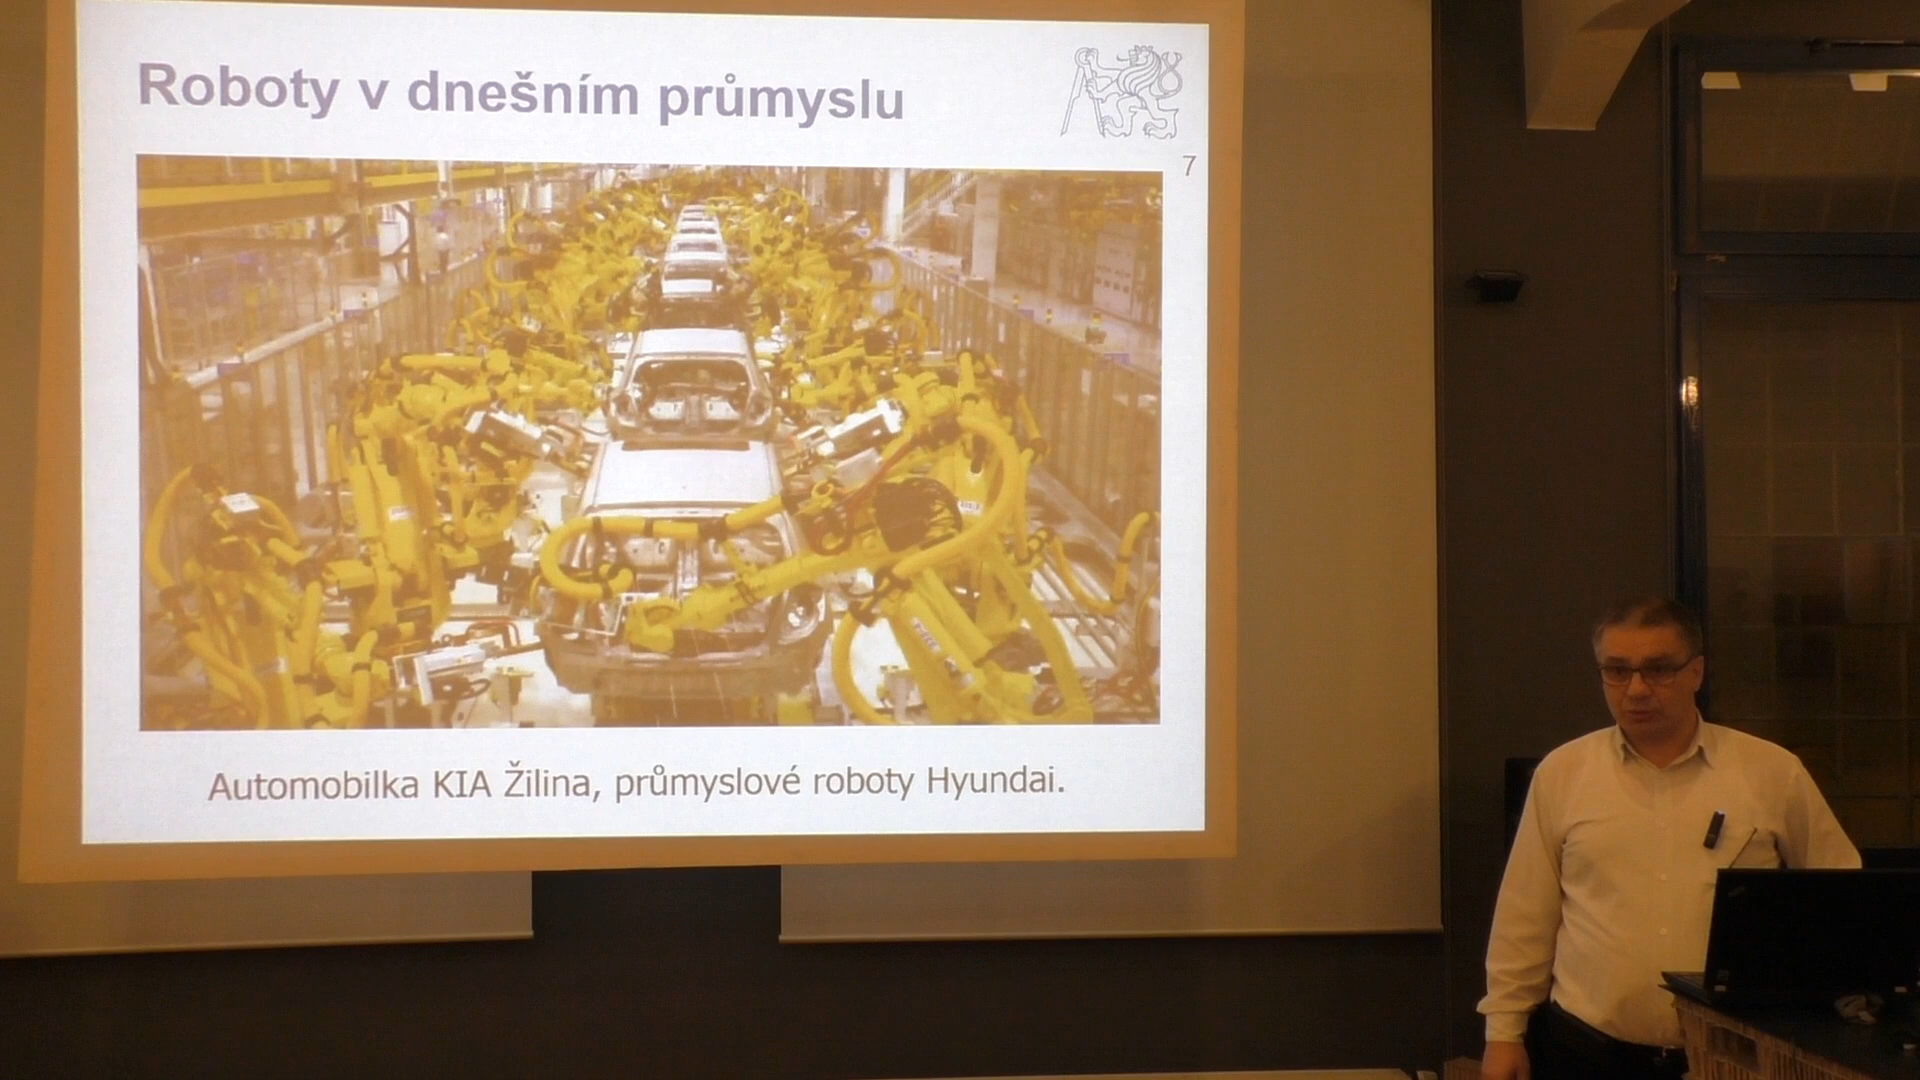 Roboty v dnešním průmyslu
7
Automobilka KIA Žilina, průmyslové roboty Hyundai.